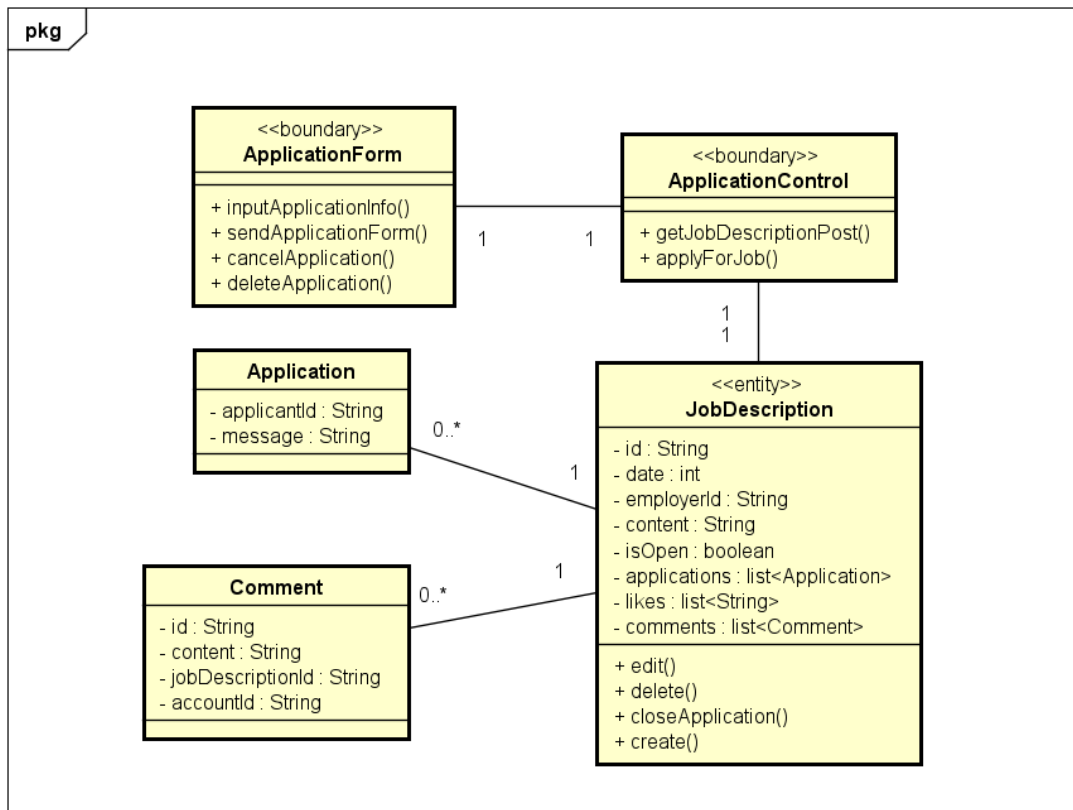 pkg
<<boundary>>
ApplicationForm
+ inputApplicationInfo()
+ sendApplicationForm()
+ cancelApplication()
+ deleteApplication()
1
1
<<boundary>>
ApplicationControl
+ getJobDescriptionPost()
+ applyForJob()
1
1
Application
- applicantId : String
- message : String
0..*
1
<<entity>>
JobDescription
- id : String
- date : int
- employerId : String
- content : String
- isOpen : boolean
- applications : list<Application>
- likes : list<String>
- comments : list<Comment>
+ edit()
+ delete()
+ closeApplication()
+ create()
Comment
- id : String
- content : String
- jobDescriptionId : String
- accountId : String
0..*
1